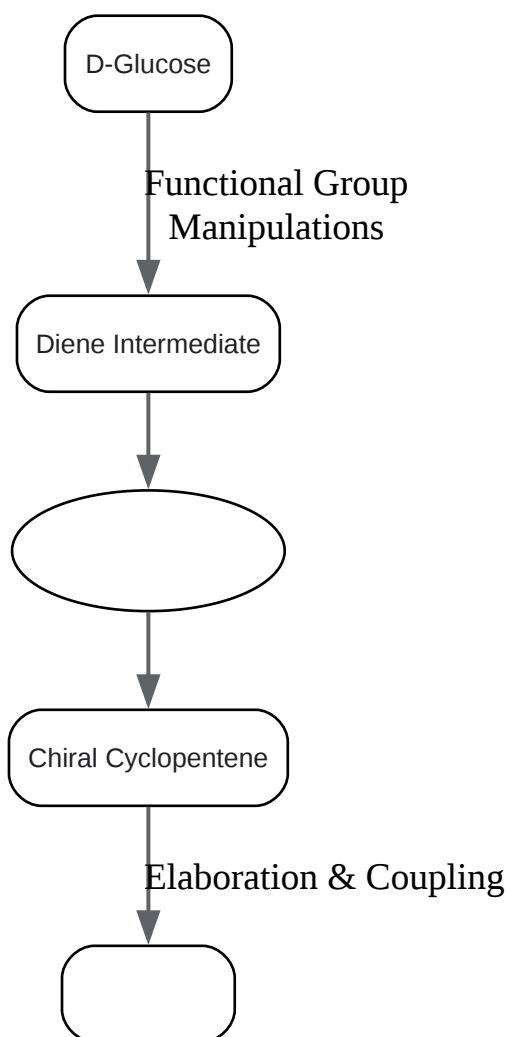 D-Glucose
Functional Group
Manipulations
Diene Intermediate
Chiral Cyclopentene
Elaboration & Coupling